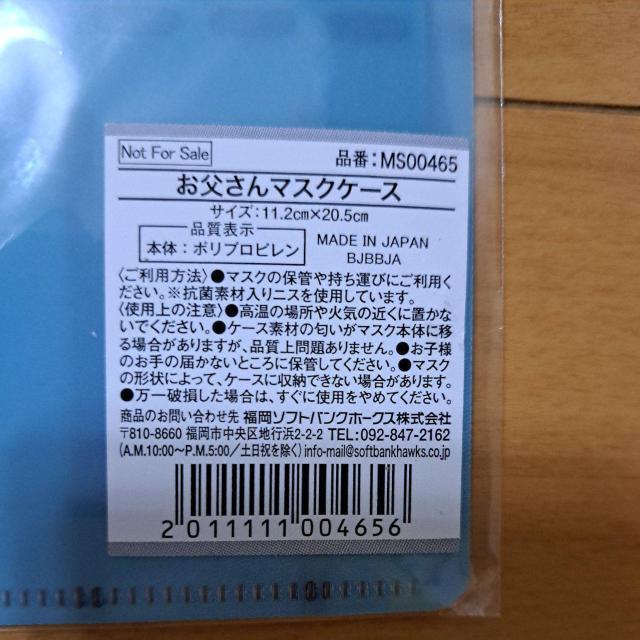 Not For Sale
品番:MS00465
お父さんマスクケース
サイズ:11.2cm×20.5cm
品質表示
本体:ポリプロピレン
MADE IN JAPAN
BJBBJA
〈ご利用方法〉●マスクの保管や持ち運びにご利用く
ださい。※抗菌素材入りニスを使用しています。
〈使用上の注意〉●高温の場所や火気の近くに置かな
いでください。●ケース素材の匂いがマスク本体に移
る場合がありますが、品質上問題ありません。●お子様
のお手の届かないところに保管してください。●マスク
の形状によって、ケースに収納できない場合があります。
●万一破損した場合は、すぐに使用をやめてください。
商品のお問い合わせ先 福岡ソフトバンクホークス株式会社
〒810-8660 福岡市中央区地行浜2-2-2 TEL:092-847-2162
(A.M.10:00~P.M.5:00/土日祝を除く) info-mail@softbankhawks.co.jp
2 011111 004656